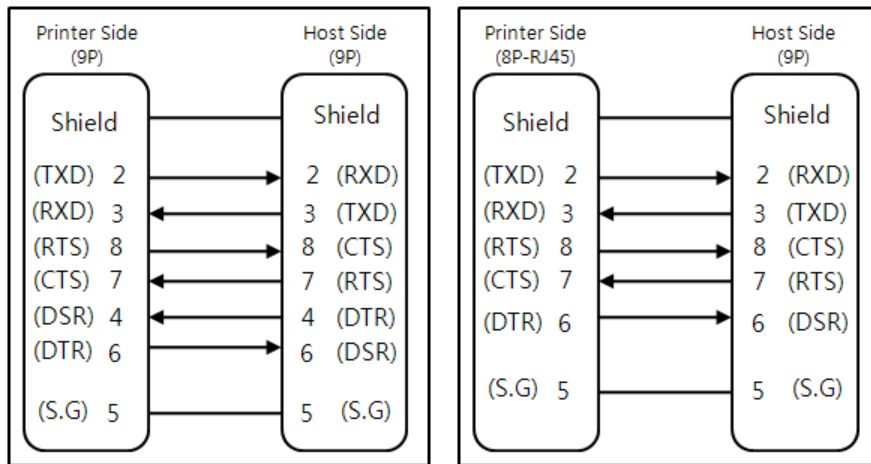 Printer Side
(9P)
Host Side
(9P)
Shield
Shield
(TXD) 2
2 (RXD)
(RXD) 3
3 (TXD)
(RTS) 8
8 (CTS)
(CTS) 7
7 (RTS)
(DSR) 4
4 (DTR)
(DTR) 6
6 (DSR)
(S.G) 5
5 (S.G)
Printer Side
(8P-RJ45)
Host Side
(9P)
Shield
Shield
(TXD) 2
2 (RXD)
(RXD) 3
3 (TXD)
(RTS) 8
8 (CTS)
(CTS) 7
7 (RTS)
(DTR) 6
6 (DSR)
(S.G) 5
5 (S.G)